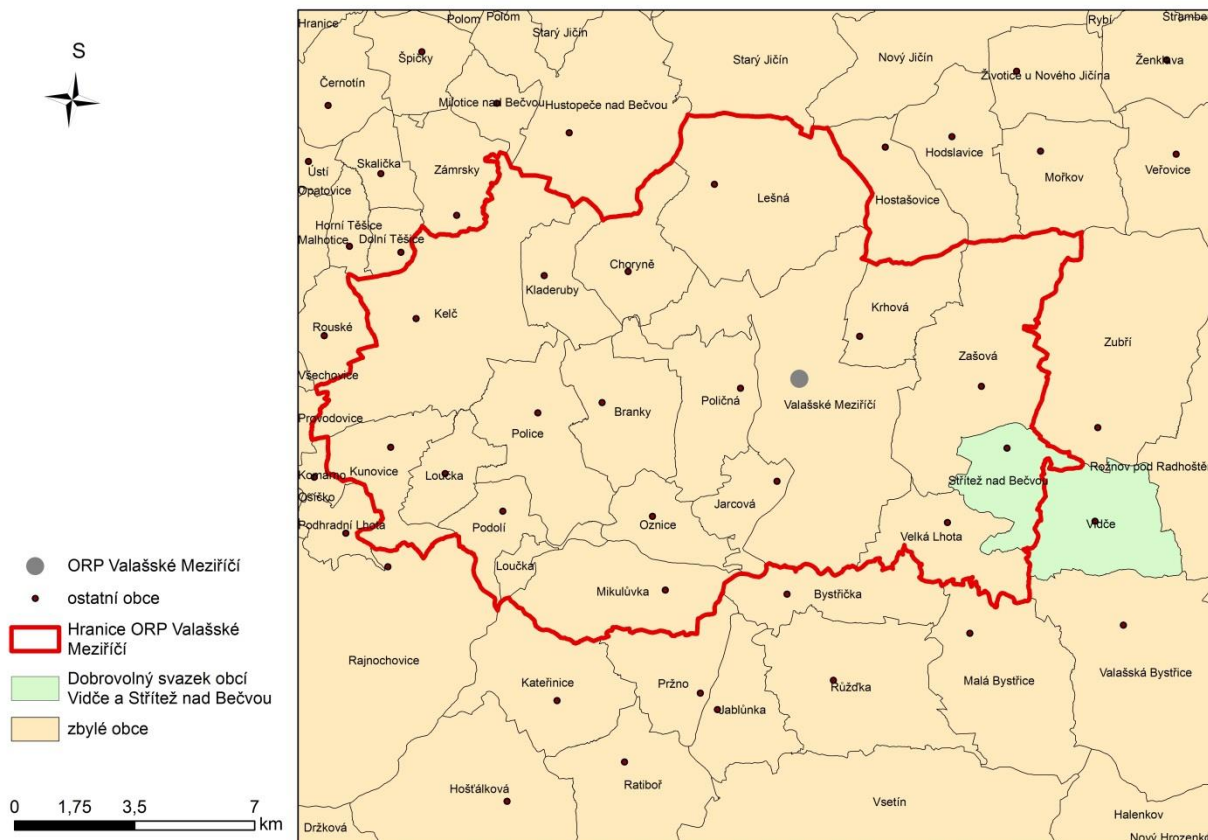 S
ORP Valašské Meziříčí
ostatní obce
Hranice ORP Valašské
Meziříčí
Dobrovolný svazek obcí
Vidče a Střítež nad Bečvou
zbylé obce
0 1,75 3,5 7
km
Hranice
Polom
Polom
Rybí
Starý Jičín
Špičky
Starý Jičín
Nový Jičín
Ženklava
Životice u Nového Jičína
Černotín
Milotice nad Bečvou
Hustopeče nad Bečvou
Hodslavice
Skalička
Zámrsky
Ústí
Mořkov
Veřovice
Opatovice
Lešná
Hostašovice
Horní Těšice
Malhotice
Dolní Těšice
Choryně
Kladeruby
Krhová
Kelč
Rouské
Zubří
Zašová
Všechovice
Valašské Meziříčí
Poličná
Branky
Provodovice
Police
Kunovice
Loučka
Komárno
Rožnov pod Radhoštěm
Střítež nad Bečvou
Osíčko
Jarcová
Podhradní Lhota
Podolí
Oznice
Vidče
Velká Lhota
Loučka
Mikulůvka
Bystřička
Rajnochovice
Valašská Bystřice
Kateřinice
Pržno
Růžďka
Malá Bystřice
Jablůnka
Hošťálková
Ratiboř
Vsetín
Držková
Halenkov